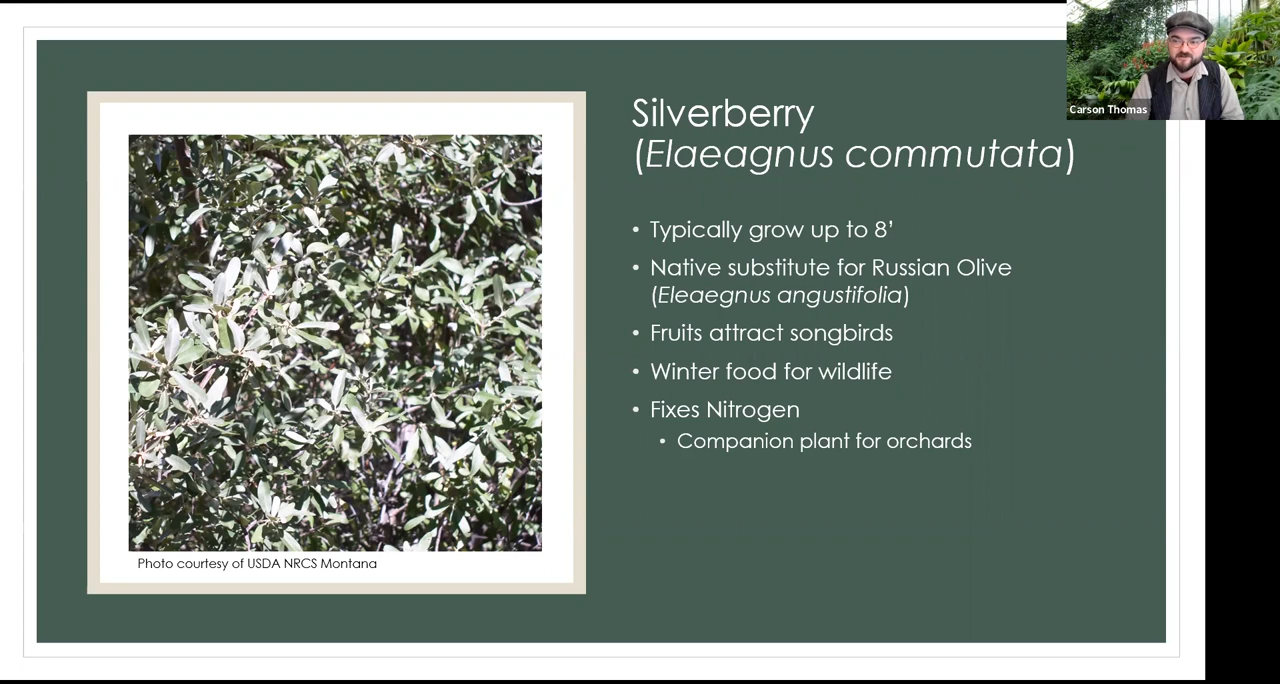 Carson Thomas
Silverberry
(Elaeagnus commutata)
• Typically grow up to 8’
• Native substitute for Russian Olive
(Eleaegnus angustifolia)
• Fruits attract songbirds
• Winter food for wildlife
• Fixes Nitrogen
• Companion plant for orchards
Photo courtesy of USDA NRCS Montana